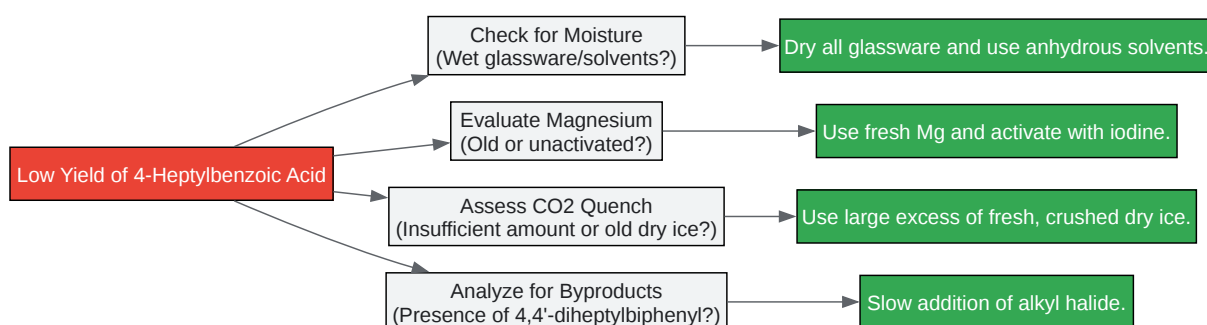 Check for Moisture
(Wet glassware/solvents?)
Dry all glassware and use anhydrous solvents.
Evaluate Magnesium
(Old or unactivated?)
Use fresh Mg and activate with iodine.
Low Yield of 4-Heptylbenzoic Acid
Assess CO2 Quench
(Insufficient amount or old dry ice?)
Use large excess of fresh, crushed dry ice.
Analyze for Byproducts
(Presence of 4,4'-diheptylbiphenyl?)
Slow addition of alkyl halide.